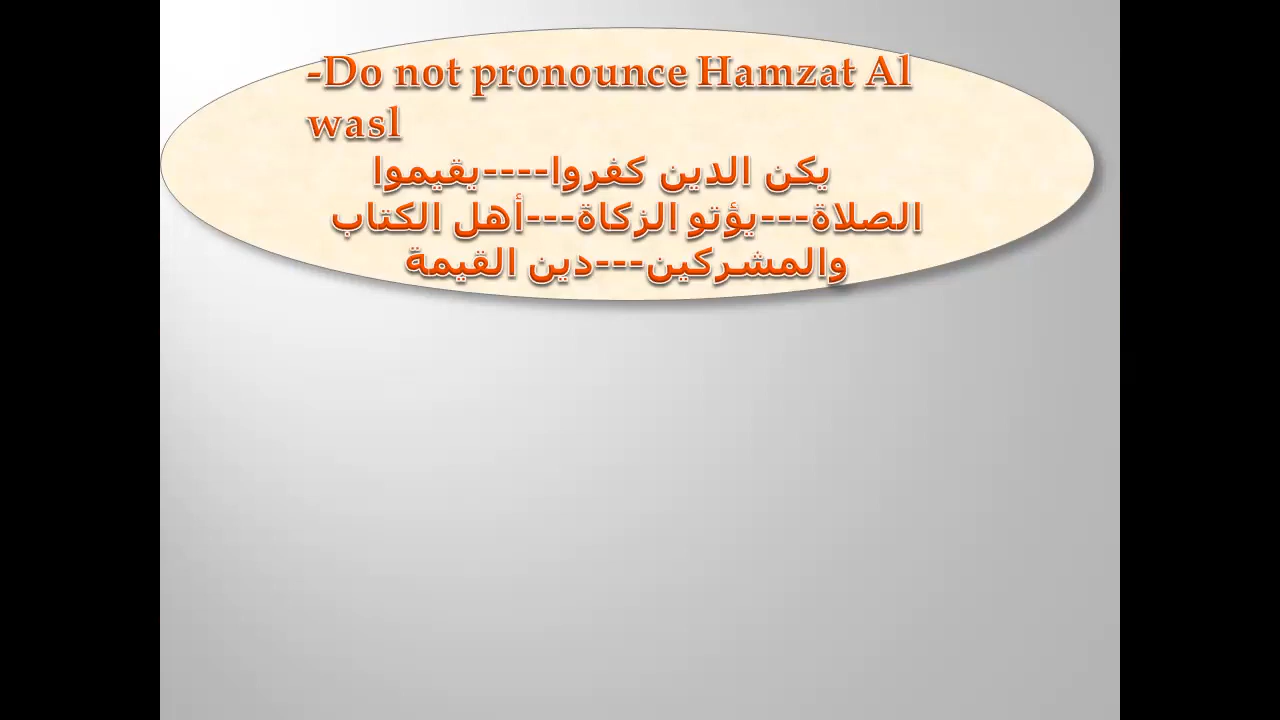 -Do not pronounce Hamzat Al
wasl
يكن الدين كفروا----يقيموا
الصلاة---يؤتو الزكاة---أهل الكتاب
والمشركين---دين القيمة